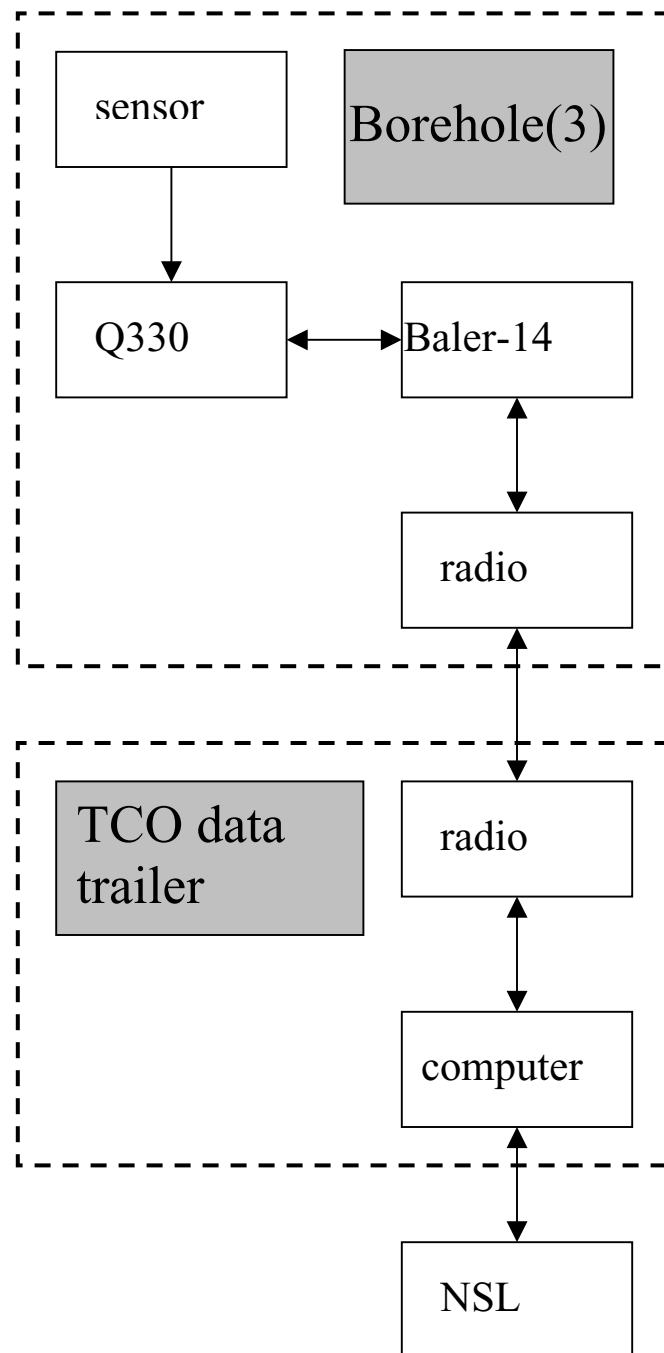 sensor
Borehole(3)
Q330
Baler-14
radio
TCO data
trailer
radio
computer
NSL